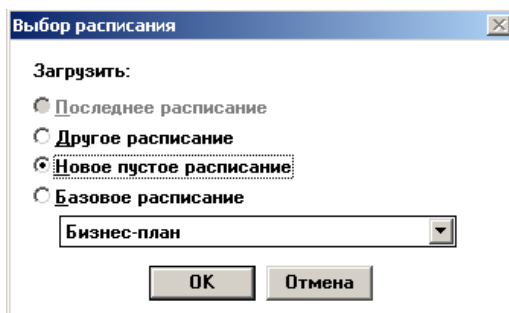 Выбор расписания
Загрузить:
Последнее расписание
Другое расписание
Новое пустое расписание
Базовое расписание
Бизнес-план
OK
Отмена